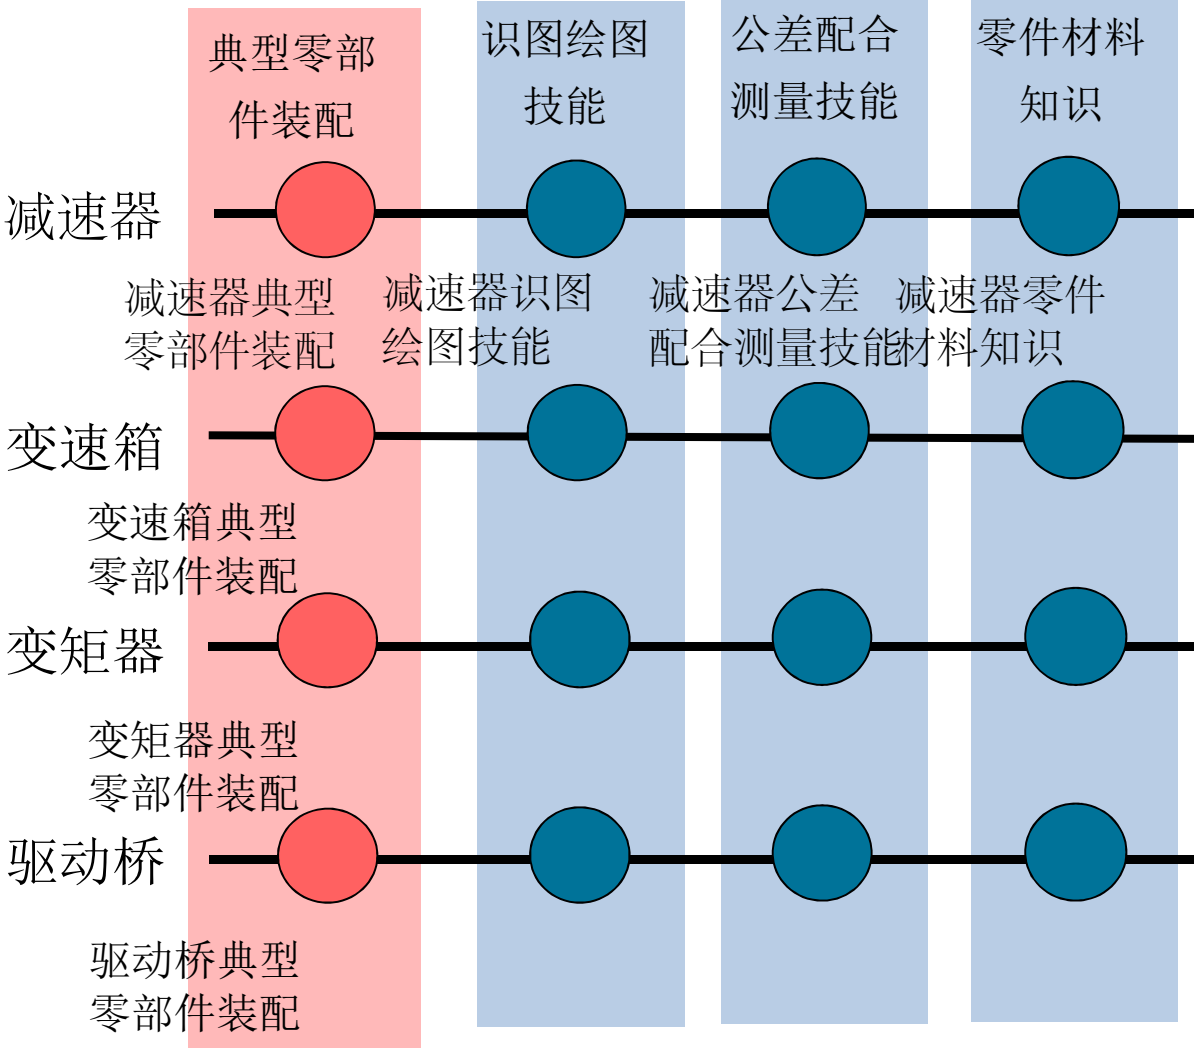 典型零部
件装配
识图绘图
技能
公差配合
测量技能
零件材料
知识
减速器
减速器典型
零部件装配
减速器识图
绘图技能
减速器公差
配合测量技能
减速器零件
材料知识
变速箱
变速箱典型
零部件装配
变矩器
变矩器典型
零部件装配
驱动桥
驱动桥典型
零部件装配